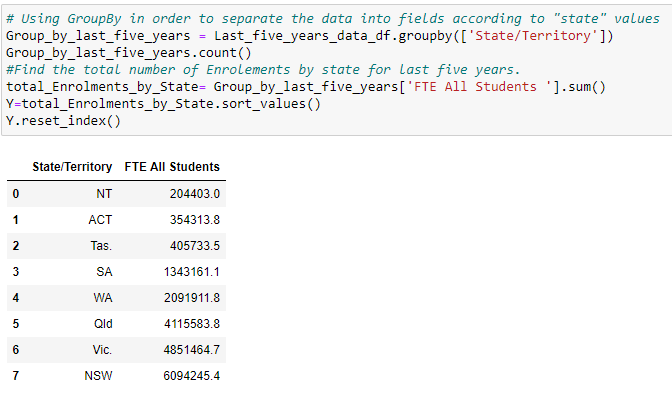 # Using GroupBy in order to separate the data into fields according to "state" values
Group_by_last_five_years = Last_five_years_data_df.groupby(['State/Territory'])
Group_by_last_five_years.count()
#Find the total number of Enrolements by state for last five years.
total_Enrolments_by_State= Group_by_last_five_years['FTE All Students '].sum()
Y=total_Enrolments_by_State.sort_values()
Y.reset_index()
State/Territory FTE All Students
0 NT 204403.0
1 ACT 354313.8
2 Tas. 405733.5
3 SA 1343161.1
4 WA 2091911.8
5 Qld 4115583.8
6 Vic. 4851464.7
7 NSW 6094245.4